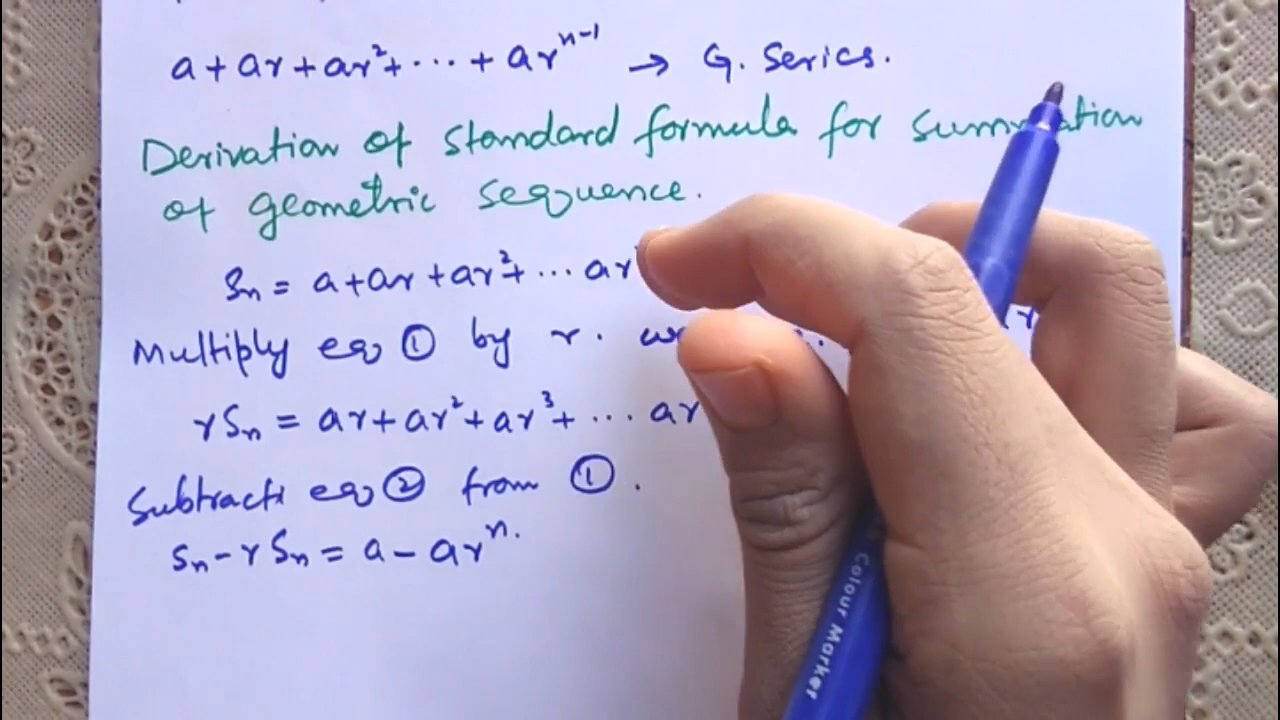 a + ar + ar² + ... + arⁿ⁻¹ → G. Series.
Derivation of standard formula for summation
of geometric sequence.
Sₙ = a + ar + ar² + ... ar
Multiply eq ① by r.
rSₙ = ar + ar² + ar³ + ... ar
Subtract eq ② from ①.
Sₙ - rSₙ = a - arⁿ.
Colour Marker